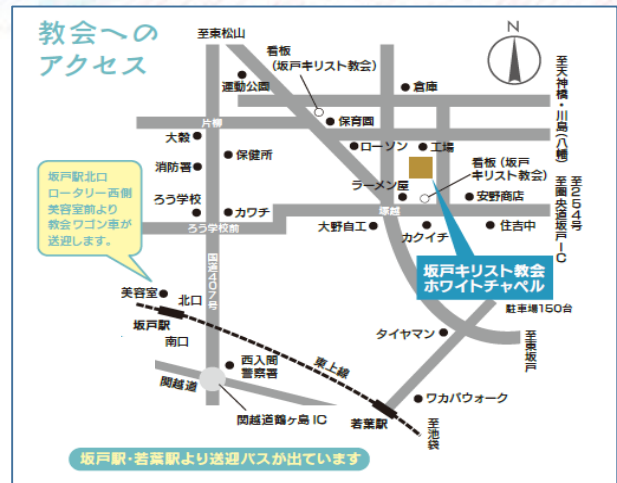 教会への
アクセス
至東松山
看板
(坂戸キリスト教会)
N
運動公園
倉庫
至天神橋・川島(八幡)
片柳
保育園
大穀
ローソン
工場
保健所
消防署
看板(坂戸
キリスト教会)
坂戸駅北口
ロータリー西側
美容室前より
教会ワゴン車が
送迎します。
ラーメン屋
安野商店
至254号
至圏央道坂戸IC
ろう学校
カワチ
塚越
ろう学校前
大野自工
カクイチ
住吉中
国道407号
坂戸キリスト教会
ホワイトチャペル
駐車場150台
美容室
北口
坂戸駅
南口
タイヤマン
至東坂戸
東上線
西入間
警察署
関越道
ワカバウォーク
関越道鶴ヶ島IC
若葉駅
至池袋
坂戸駅・若葉駅より送迎バスが出ています